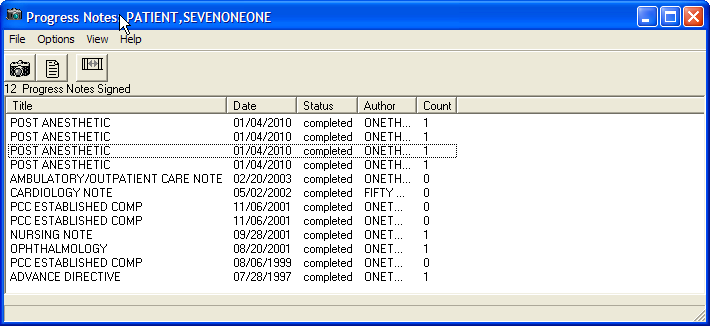 Progress Notes: PATIENT,SEVENONEONE
File Options View Help
12 Progress Notes Signed
Title Date Status Author Count
POST ANESTHETIC 01/04/2010 completed ONETH... 1
POST ANESTHETIC 01/04/2010 completed ONETH... 1
POST ANESTHETIC 01/04/2010 completed ONETH... 1
POST ANESTHETIC 01/04/2010 completed ONETH... 1
AMBULATORY/OUTPATIENT CARE NOTE 02/20/2003 completed ONETH... 0
CARDIOLOGY NOTE 05/02/2002 completed FIFTY ... 0
PCC ESTABLISHED COMP 11/06/2001 completed ONET... 0
PCC ESTABLISHED COMP 11/06/2001 completed ONET... 0
NURSING NOTE 09/28/2001 completed ONET... 1
OPHTHALMOLOGY 08/20/2001 completed ONET... 1
PCC ESTABLISHED COMP 08/06/1999 completed ONET... 0
ADVANCE DIRECTIVE 07/28/1997 completed ONET... 1